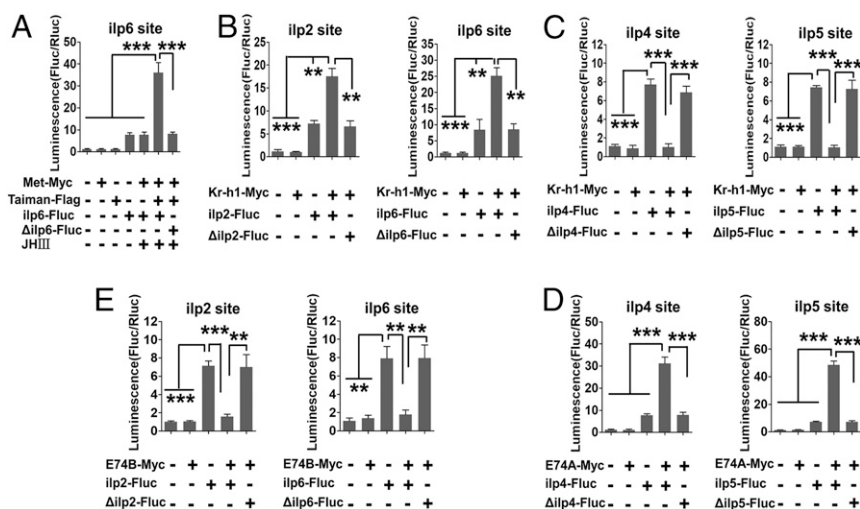 A
ilp6 site
Luminescence(Fluc/Rluc)
50
40
30
20
10
0
*** ***
Met-Myc - + - - + + +
Taiman-Flag - - + - + + +
ilp6-Fluc - - - + + + -
Δilp6-Fluc - - - - - - +
JHIII - - - - + + +
B
ilp2 site
Luminescence(Fluc/Rluc)
25
20
15
10
5
0
***
**
**
Kr-h1-Myc - + - + +
ilp2-Fluc - - + + -
Δilp2-Fluc - - - - +
ilp6 site
Luminescence(Fluc/Rluc)
35
30
25
20
15
10
5
0
***
**
**
Kr-h1-Myc - + - + +
ilp6-Fluc - - + + -
Δilp6-Fluc - - - - +
C
ilp4 site
Luminescence(Fluc/Rluc)
12
10
8
6
4
2
0
***
***
***
Kr-h1-Myc - + - + +
ilp4-Fluc - - + + -
Δilp4-Fluc - - - - +
ilp5 site
Luminescence(Fluc/Rluc)
12
10
8
6
4
2
0
***
***
***
Kr-h1-Myc - + - + +
ilp5-Fluc - - + + -
Δilp5-Fluc - - - - +
E
ilp2 site
Luminescence(Fluc/Rluc)
12
10
8
6
4
2
0
***
***
**
E74B-Myc - + - + +
ilp2-Fluc - - + + -
Δilp2-Fluc - - - - +
ilp6 site
Luminescence(Fluc/Rluc)
12
10
8
6
4
2
0
**
**
**
E74B-Myc - + - + +
ilp6-Fluc - - + + -
Δilp6-Fluc - - - - +
D
ilp4 site
Luminescence(Fluc/Rluc)
50
40
30
20
10
0
***
***
E74A-Myc - + - + +
ilp4-Fluc - - + + -
Δilp4-Fluc - - - - +
ilp5 site
Luminescence(Fluc/Rluc)
80
60
40
20
0
***
***
E74A-Myc - + - + +
ilp5-Fluc - - + + -
Δilp5-Fluc - - - - +